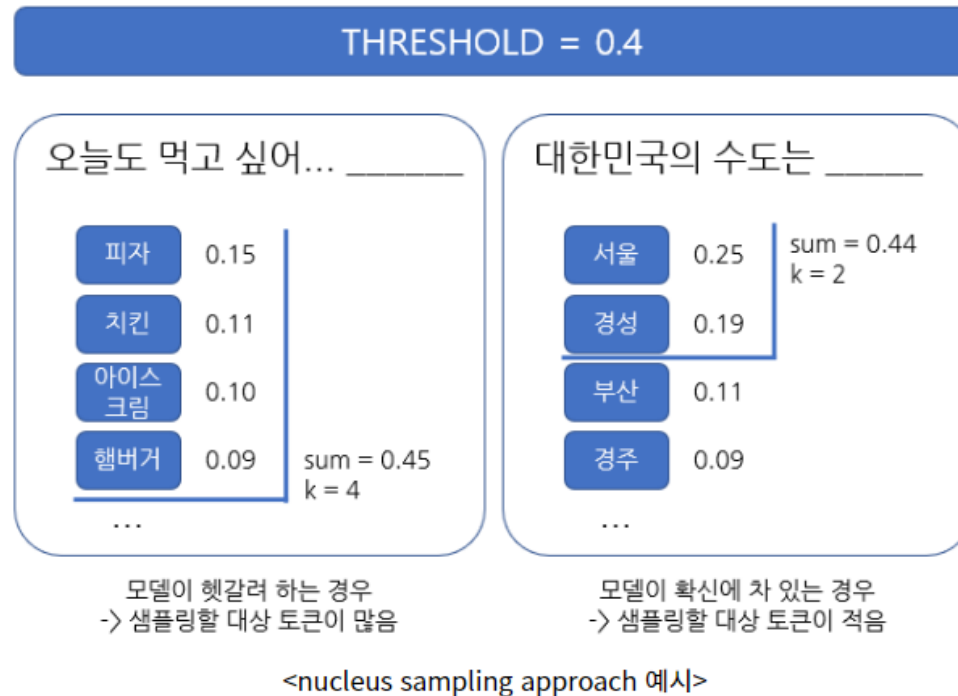 THRESHOLD = 0.4
오늘도 먹고 싶어... ______
피자 0.15
치킨 0.11
아이스
크림 0.10
햄버거 0.09
sum = 0.45
k = 4
...
모델이 헷갈려 하는 경우
-> 샘플링할 대상 토큰이 많음
대한민국의 수도는 _____
서울 0.25
sum = 0.44
k = 2
경성 0.19
부산 0.11
경주 0.09
...
모델이 확신에 차 있는 경우
-> 샘플링할 대상 토큰이 적음
<nucleus sampling approach 예시>